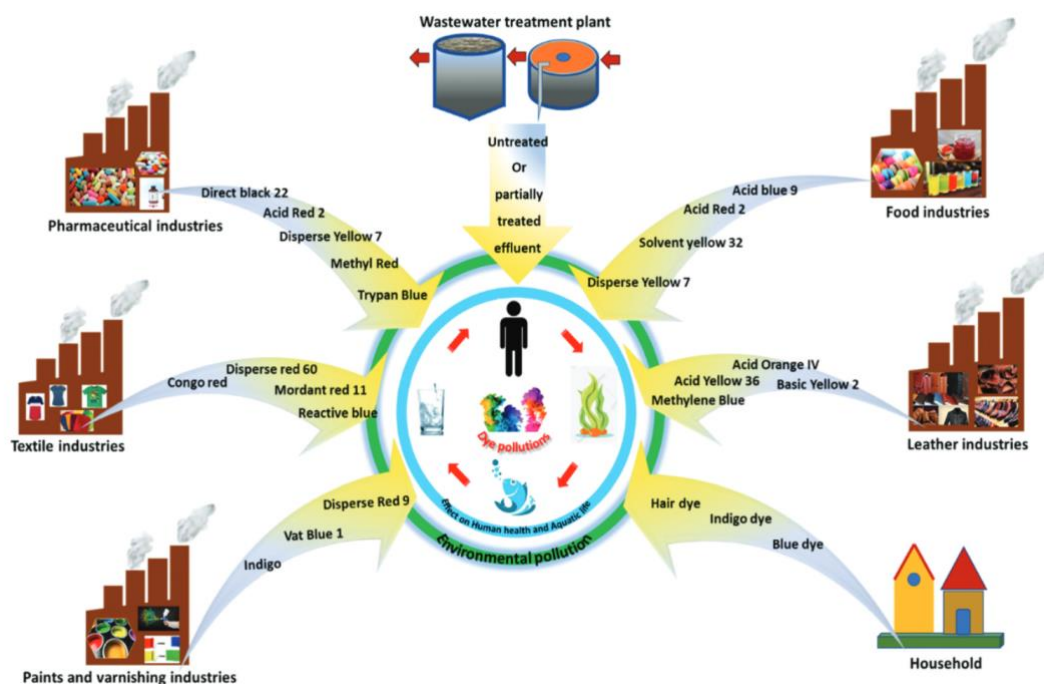 Wastewater treatment plant
Untreated
Or
partially
treated
effluent
Direct black 22
Acid Red 2
Disperse Yellow 7
Methyl Red
Trypan Blue
Pharmaceutical industries
Acid blue 9
Acid Red 2
Solvent yellow 32
Disperse Yellow 7
Food industries
Disperse red 60
Congo red
Mordant red 11
Reactive blue
Textile industries
Acid Orange IV
Acid Yellow 36
Basic Yellow 2
Methylene Blue
Leather industries
Dye pollutions
Effect on Human health and Aquatic life
Environmental pollution
Disperse Red 9
Vat Blue 1
Indigo
Paints and varnishing industries
Hair dye
Indigo dye
Blue dye
Household